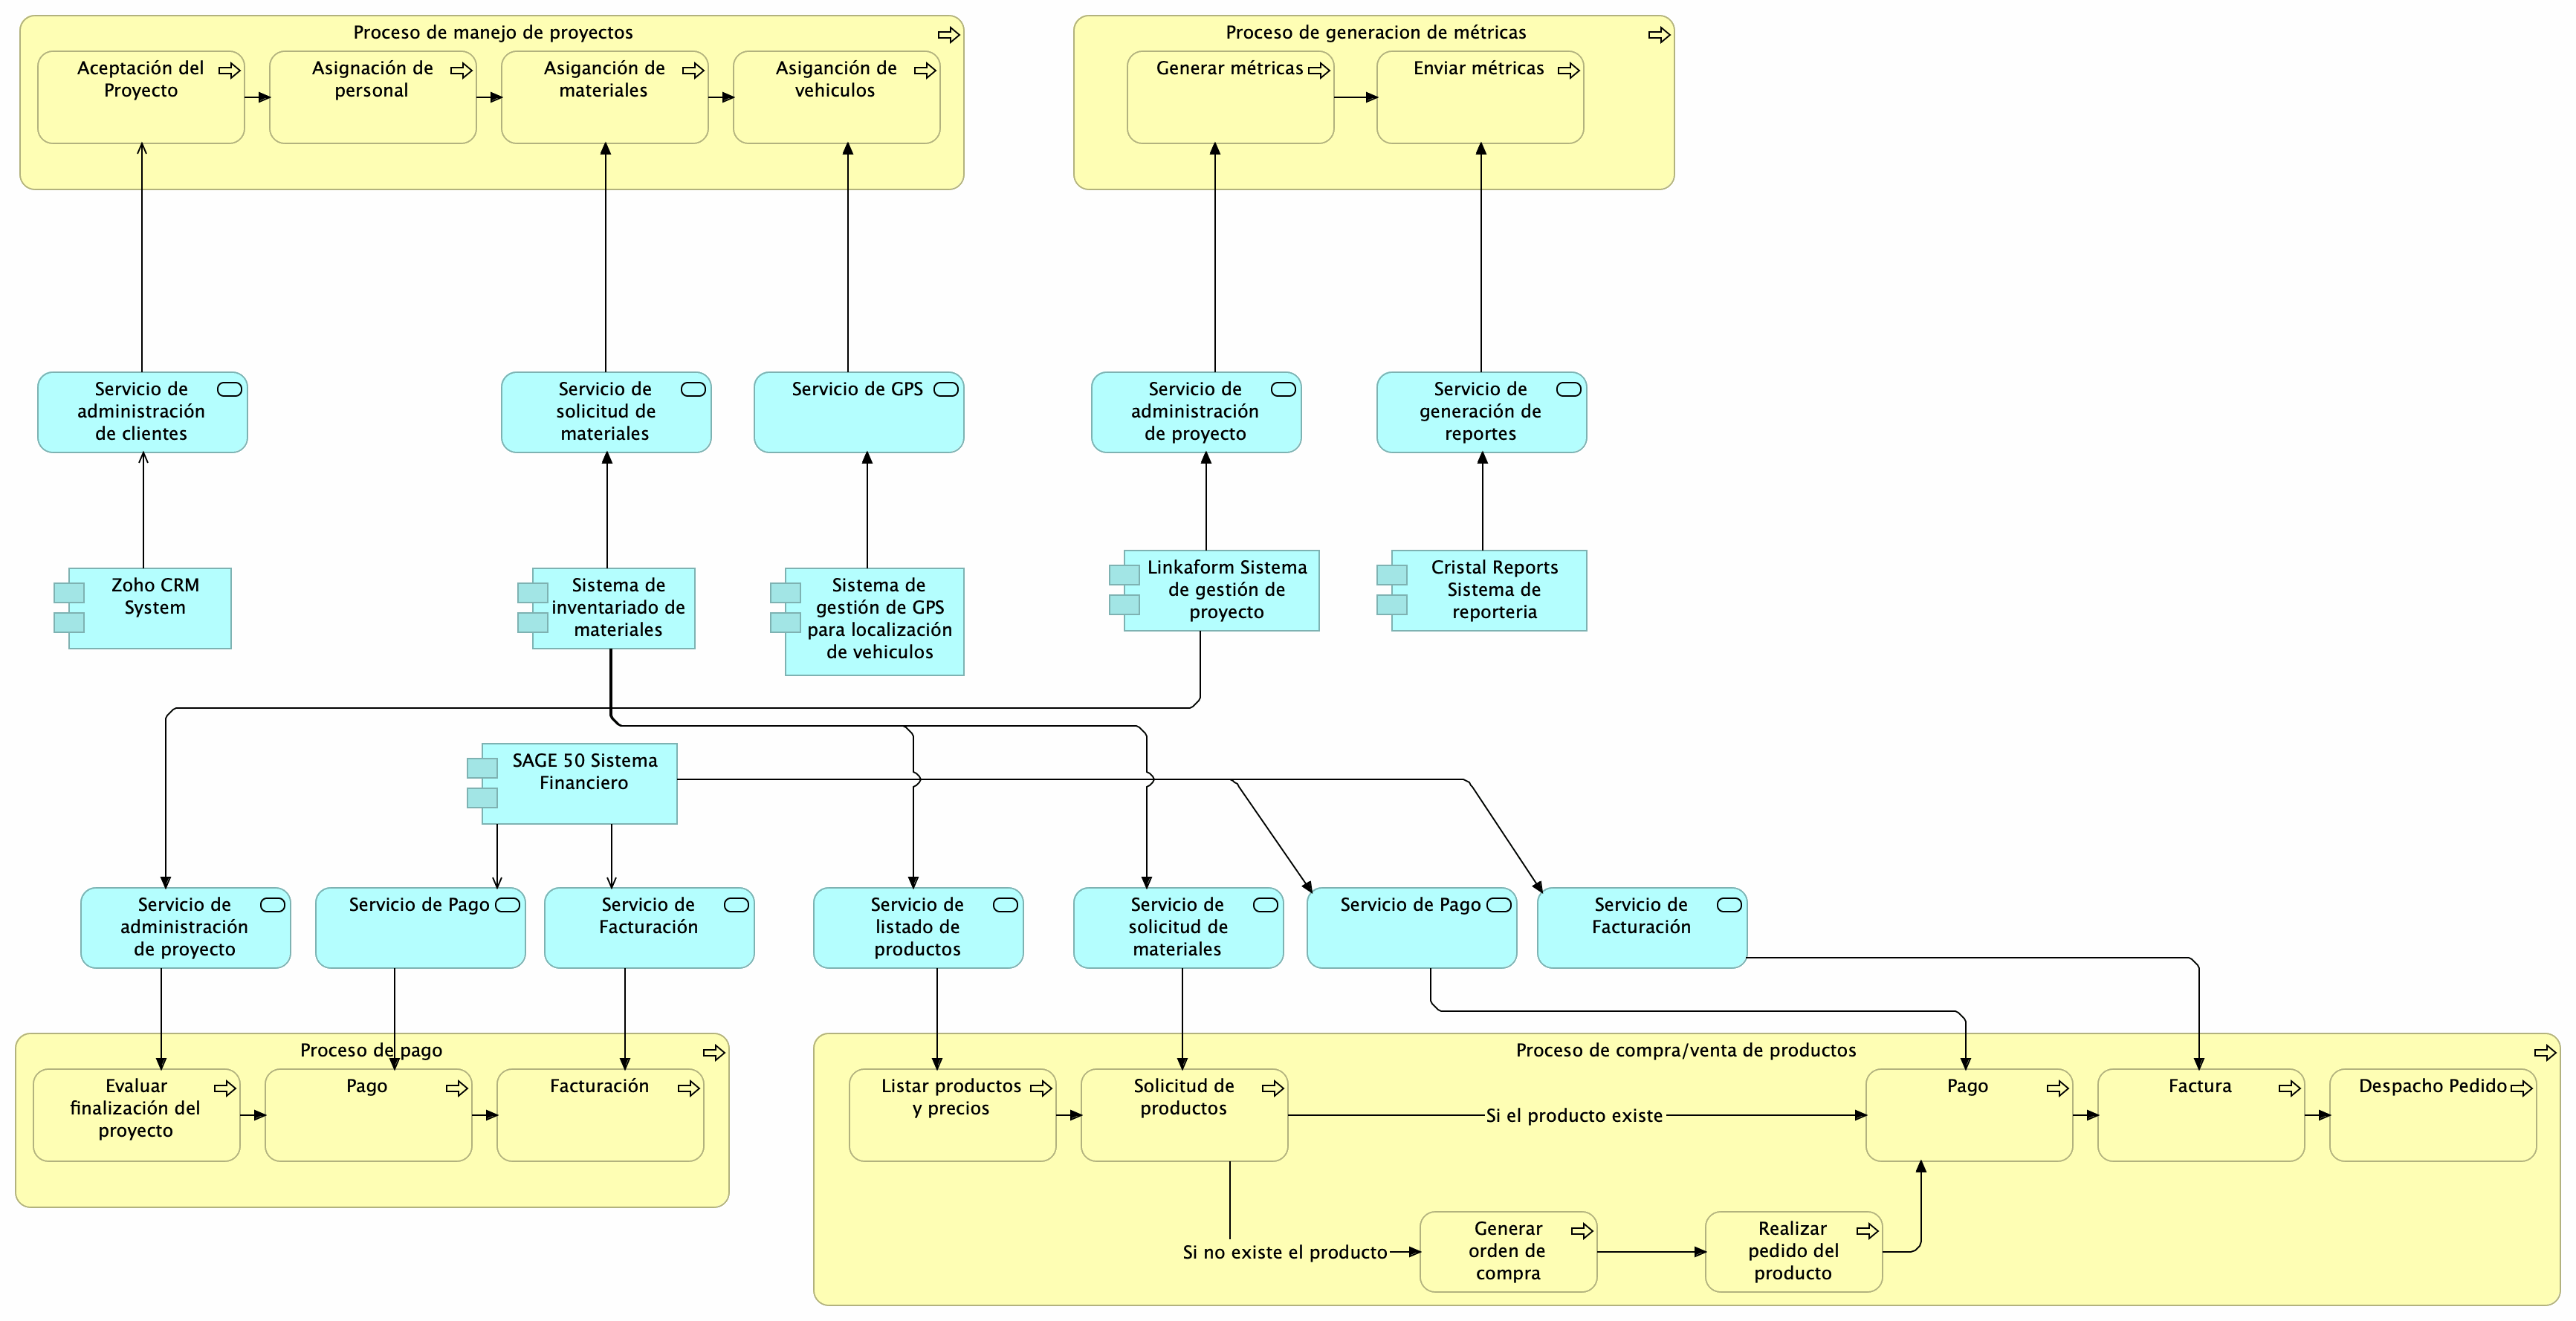 Proceso de manejo de proyectos
Aceptación del
Proyecto
Asignación de
personal
Asigánción de
materiales
Asigánción de
vehiculos
Proceso de generacion de métricas
Generar métricas
Enviar métricas
Servicio de
administración
de clientes
Servicio de
solicitud de
materiales
Servicio de GPS
Servicio de
administración
de proyecto
Servicio de
generación de
reportes
Zoho CRM
System
Sistema de
inventariado de
materiales
Sistema de
gestión de GPS
para localización
de vehiculos
Linkaform Sistema
de gestión de
proyecto
Cristal Reports
Sistema de
reporteria
SAGE 50 Sistema
Financiero
Servicio de
administración
de proyecto
Servicio de Pago
Servicio de
Facturación
Servicio de
listado de
productos
Servicio de
solicitud de
materiales
Servicio de Pago
Servicio de
Facturación
Proceso de pago
Evaluar
finalización del
proyecto
Pago
Facturación
Proceso de compra/venta de productos
Listar productos
y precios
Solicitud de
productos
Si el producto existe
Pago
Factura
Despacho Pedido
Si no existe el producto
Generar
orden de
compra
Realizar
pedido del
producto